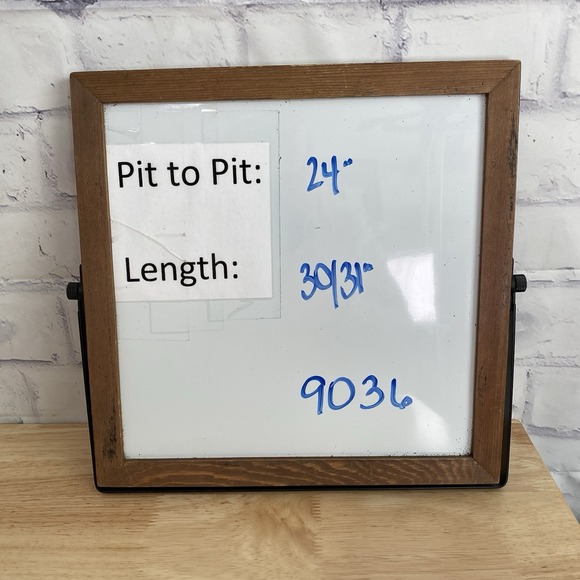 Pit to Pit: 24"
Length: 30/31"
9036